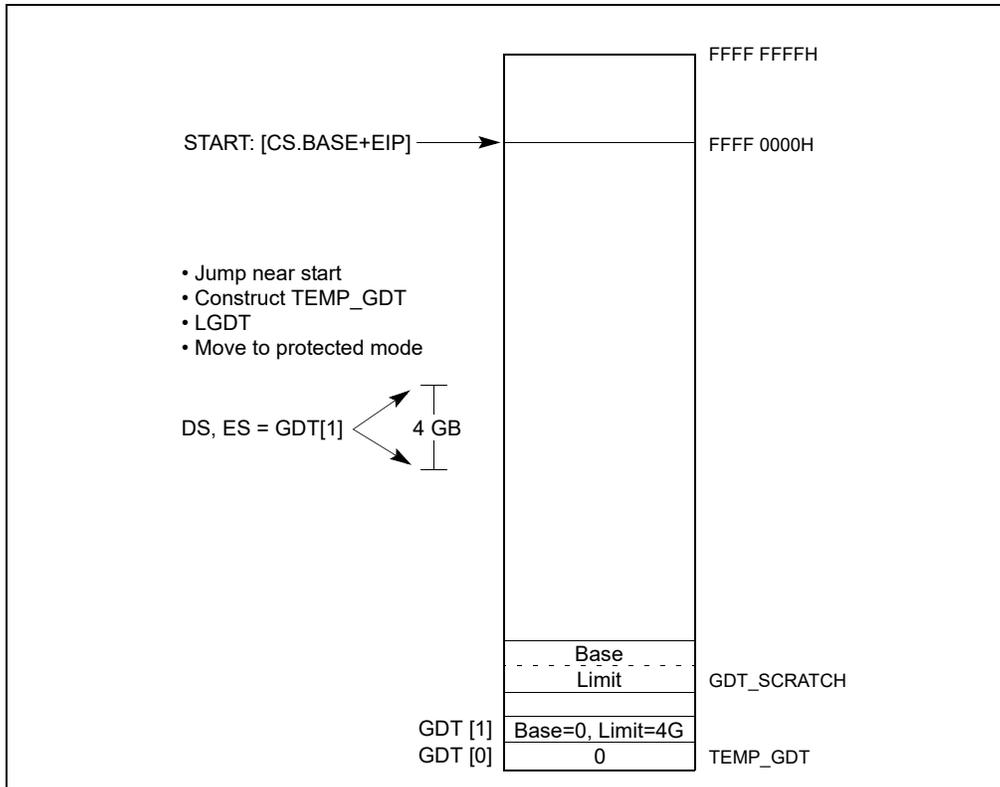 FFFF FFFFH
START: [CS.BASE+EIP]
FFFF 0000H
• Jump near start
• Construct TEMP_GDT
• LGDT
• Move to protected mode
DS, ES = GDT[1]
4 GB
Base
Limit
GDT_SCRATCH
GDT [1]
Base=0, Limit=4G
GDT [0]
0
TEMP_GDT